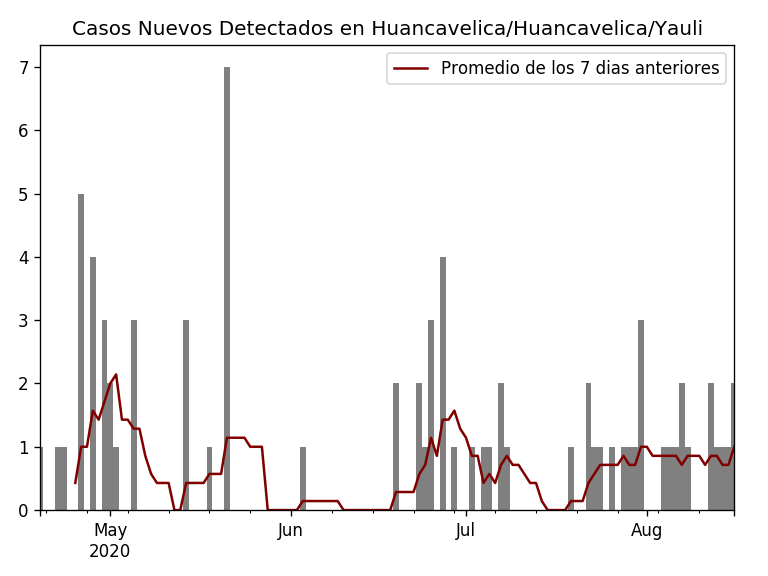 Casos Nuevos Detectados en Huancavelica/Huancavelica/Yauli
Promedio de los 7 dias anteriores
7
6
5
4
3
2
1
0
May
2020
Jun
Jul
Aug